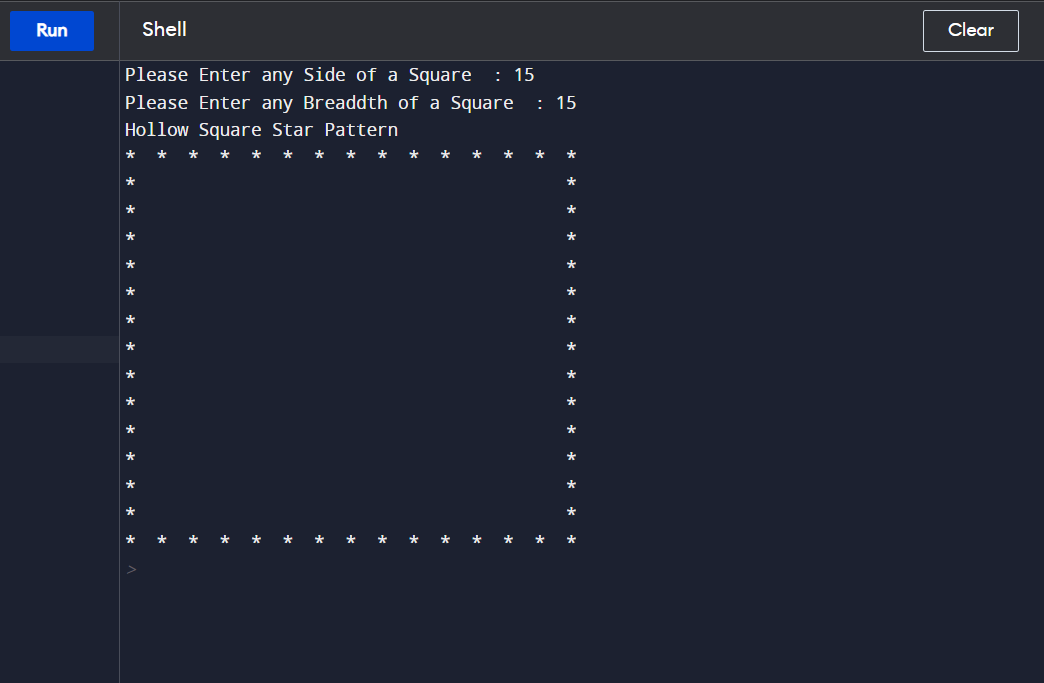 Run Shell Clear
Please Enter any Side of a Square  : 15
Please Enter any Breaddth of a Square  : 15
Hollow Square Star Pattern
*  *  *  *  *  *  *  *  *  *  *  *  *  *  *
*                                         *
*                                         *
*                                         *
*                                         *
*                                         *
*                                         *
*                                         *
*                                         *
*                                         *
*                                         *
*                                         *
*                                         *
*                                         *
*  *  *  *  *  *  *  *  *  *  *  *  *  *  *
>